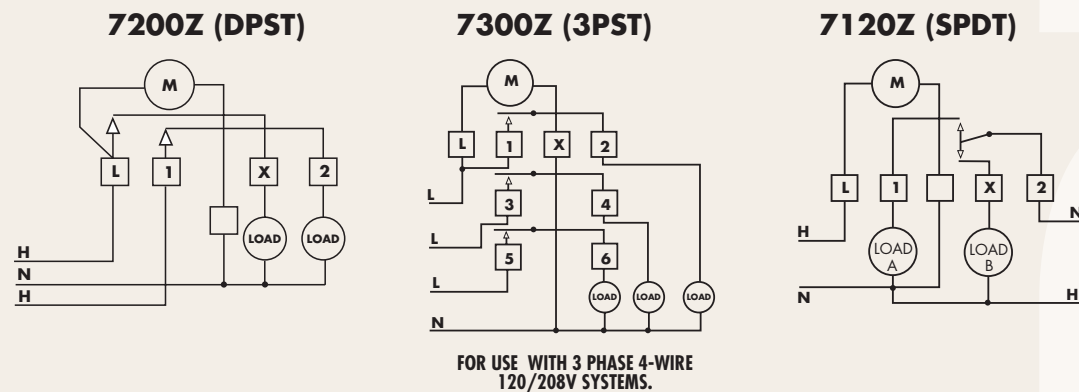 7200Z (DPST)
M
L
1
X
2
LOAD
LOAD
H
N
H
7300Z (3PST)
M
L
1
X
2
L
3
4
L
5
6
L
LOAD
LOAD
LOAD
N
FOR USE WITH 3 PHASE 4-WIRE
120/208V SYSTEMS.
7120Z (SPDT)
M
L
1
X
2
N
H
LOAD
A
LOAD
B
N
H